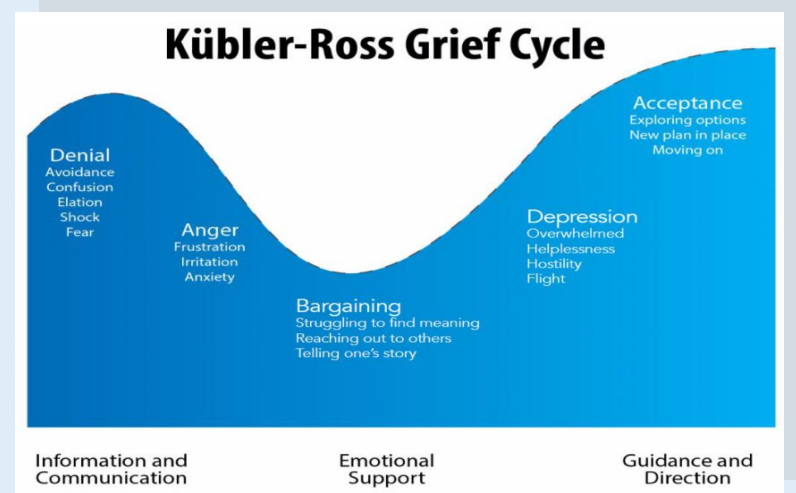 Kübler-Ross Grief Cycle
Denial
Avoidance
Confusion
Elation
Shock
Fear
Anger
Frustration
Irritation
Anxiety
Bargaining
Struggling to find meaning
Reaching out to others
Telling one's story
Depression
Overwhelmed
Helplessness
Hostility
Flight
Acceptance
Exploring options
New plan in place
Moving on
Information and
Communication
Emotional
Support
Guidance and
Direction